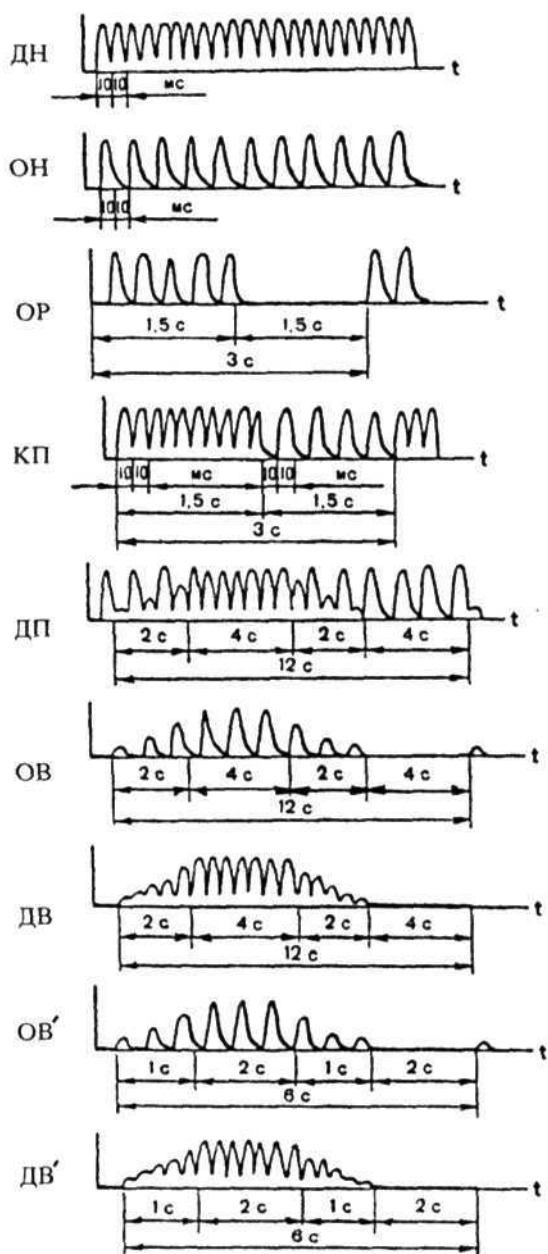 ДН
t
10 10 мс
ОН
t
10 10 мс
ОР
t
1,5 с 1,5 с
3 с
КП
t
10 10 мс 10 10 мс
1,5 с 1,5 с
3 с
ДП
t
2 с 4 с 2 с 4 с
12 с
ОВ
t
2 с 4 с 2 с 4 с
12 с
ДВ
t
2 с 4 с 2 с 4 с
12 с
ОВ′
t
1 с 2 с 1 с 2 с
6 с
ДВ′
t
1 с 2 с 1 с 2 с
6 с